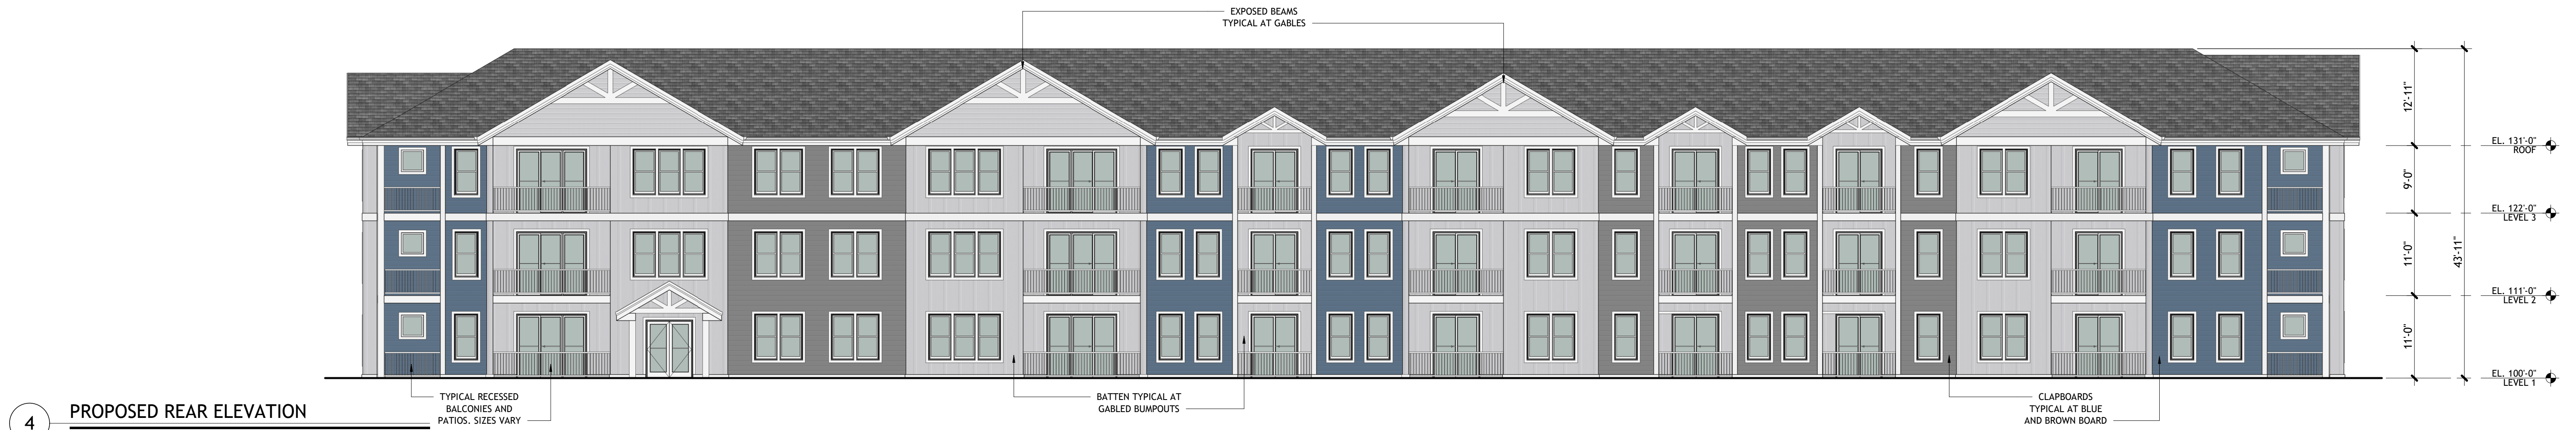 EXPOSED BEAMS
TYPICAL AT GABLES
12'-11"
EL. 131'-0"
ROOF
9'-0"
EL. 122'-0"
LEVEL 3
11'-0"
43'-11"
EL. 111'-0"
LEVEL 2
11'-0"
EL. 100'-0"
LEVEL 1
TYPICAL RECESSED
BALCONIES AND
PATIOS. SIZES VARY
BATTEN TYPICAL AT
GABLED BUMPOUTS
CLAPBOARDS
TYPICAL AT BLUE
AND BROWN BOARD
4
PROPOSED REAR ELEVATION